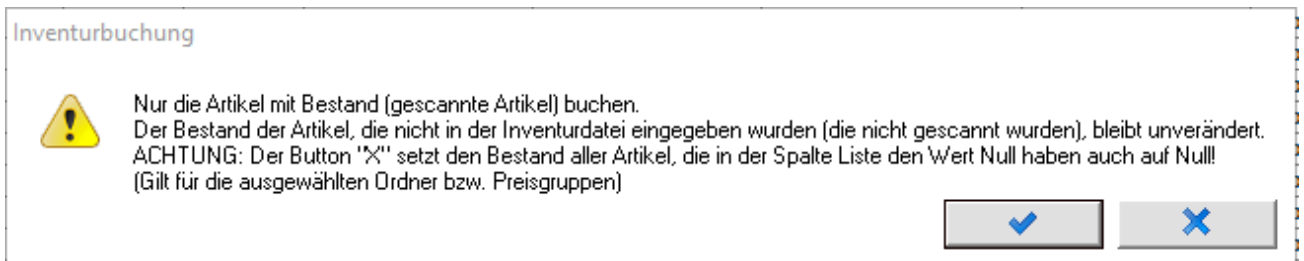 Inventurbuchung
Nur die Artikel mit Bestand (gescannte Artikel) buchen.
Der Bestand der Artikel, die nicht in der Inventurdatei eingegeben wurden (die nicht gescannt wurden), bleibt unverändert.
ACHTUNG: Der Button "X" setzt den Bestand aller Artikel, die in der Spalte Liste den Wert Null haben auch auf Null!
(Gilt für die ausgewählten Ordner bzw. Preisgruppen)